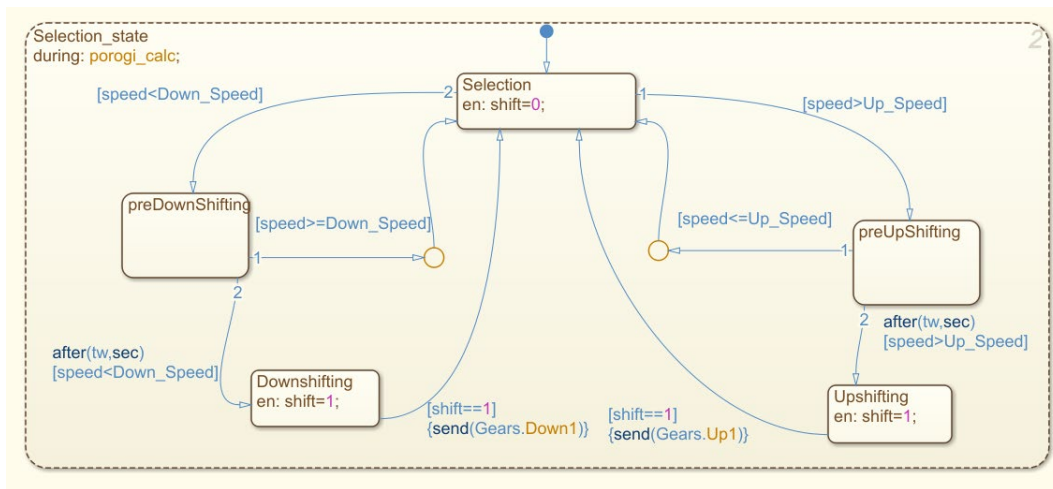 Selection_state
during: porogi_calc;
2
Selection
en: shift=0;
2
1
[speed<Down_Speed]
[speed>Up_Speed]
preDownShifting
[speed>=Down_Speed]
1
2
[speed<=Up_Speed]
preUpShifting
1
2
after(tw,sec)
[speed<Down_Speed]
after(tw,sec)
[speed>Up_Speed]
Downshifting
en: shift=1;
[shift==1]
{send(Gears.Down1)}
[shift==1]
{send(Gears.Up1)}
Upshifting
en: shift=1;